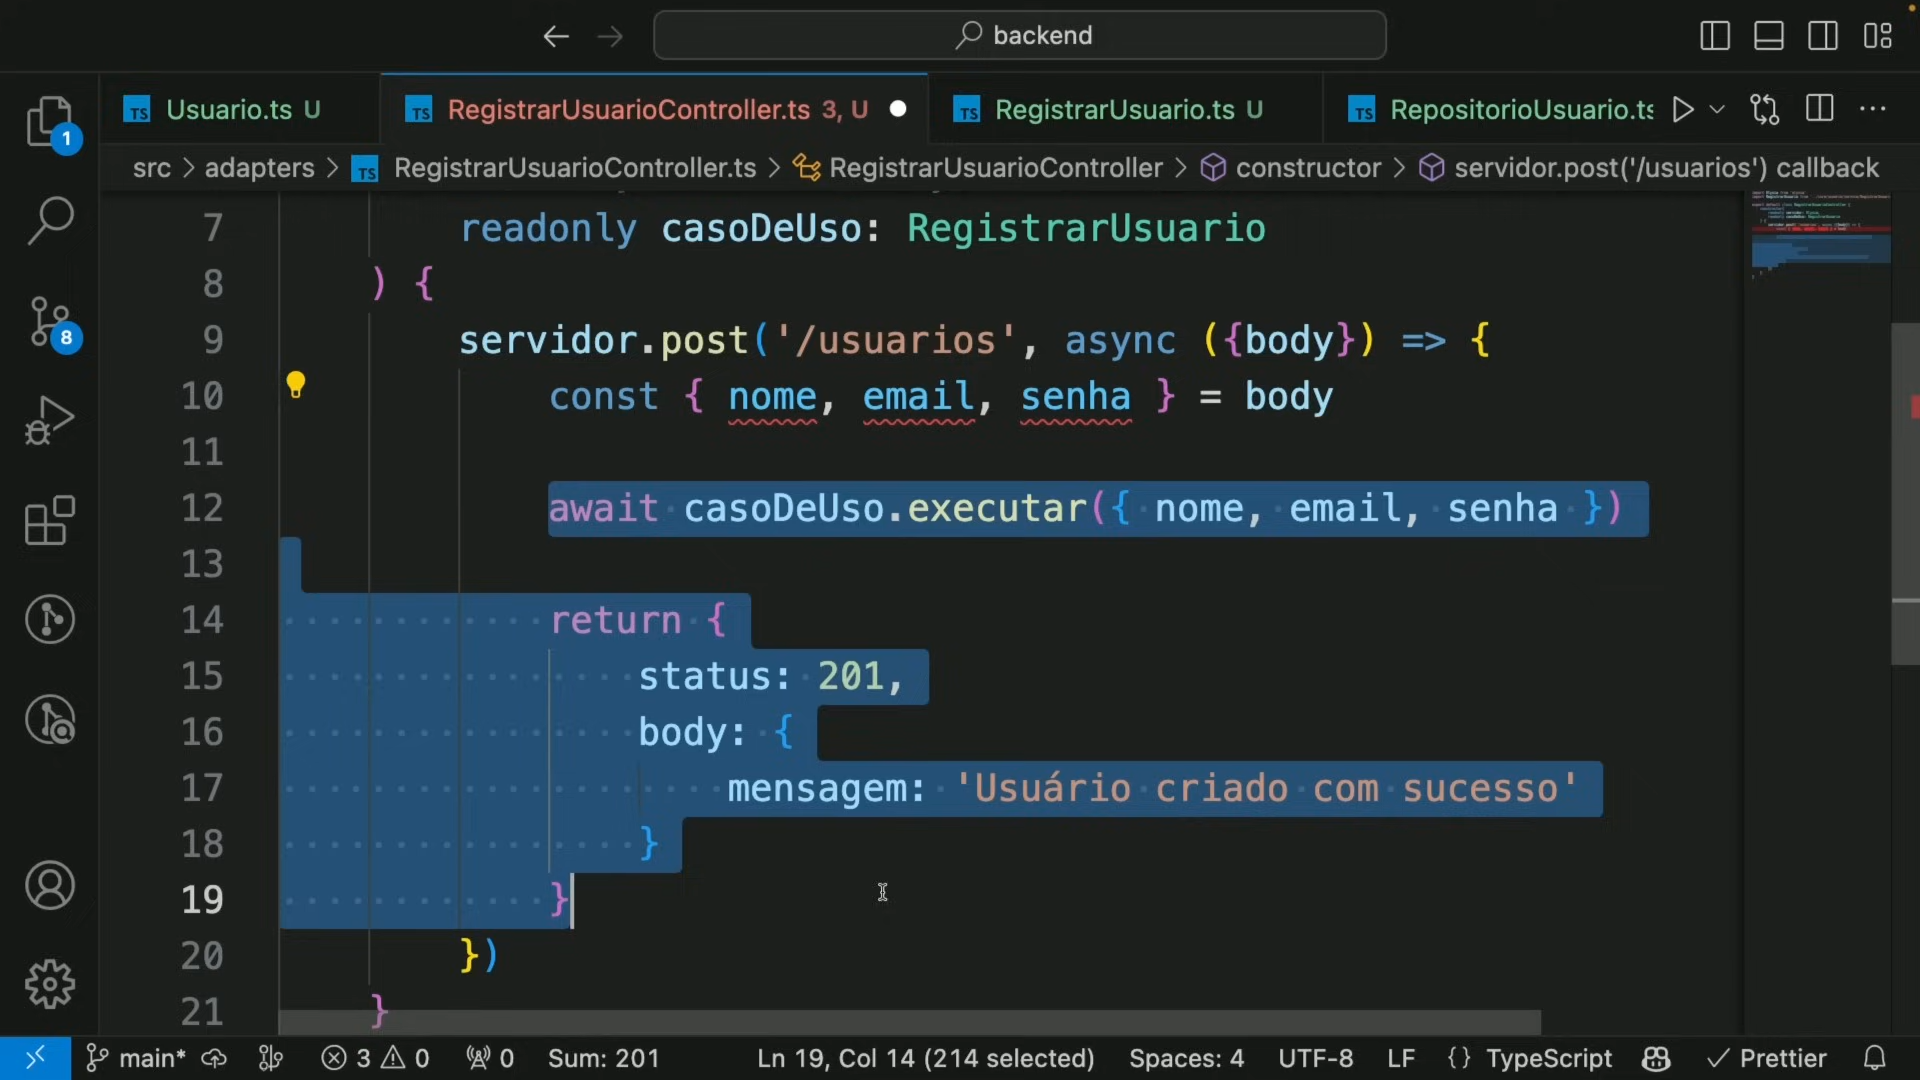 backend
1
8
Usuario.ts U
RegistrarUsuarioController.ts 3, U
RegistrarUsuario.ts U
RepositorioUsuario.ts
src > adapters > TS RegistrarUsuarioController.ts > RegistrarUsuarioController > constructor > servidor.post('/usuarios') callback
7 readonly casoDeUso: RegistrarUsuario
8 ) {
9 servidor.post('/usuarios', async ({body}) => {
10 const { nome, email, senha } = body
11
12 await casoDeUso.executar({ nome, email, senha })
13
14 return {
15 status: 201,
16 body: {
17 mensagem: 'Usuário criado com sucesso'
18 }
19 }
20 })
21 }
main* 3 0 0 Sum: 201 Ln 19, Col 14 (214 selected) Spaces: 4 UTF-8 LF {} TypeScript Prettier